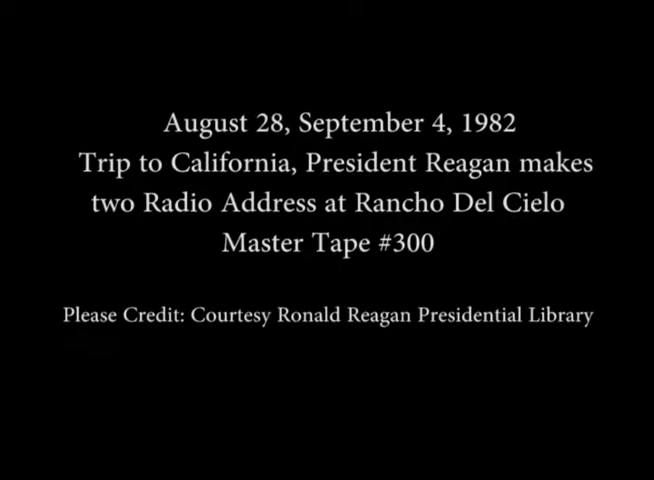 August 28, September 4, 1982
Trip to California, President Reagan makes
two Radio Address at Rancho Del Cielo
Master Tape #300
Please Credit: Courtesy Ronald Reagan Presidential Library